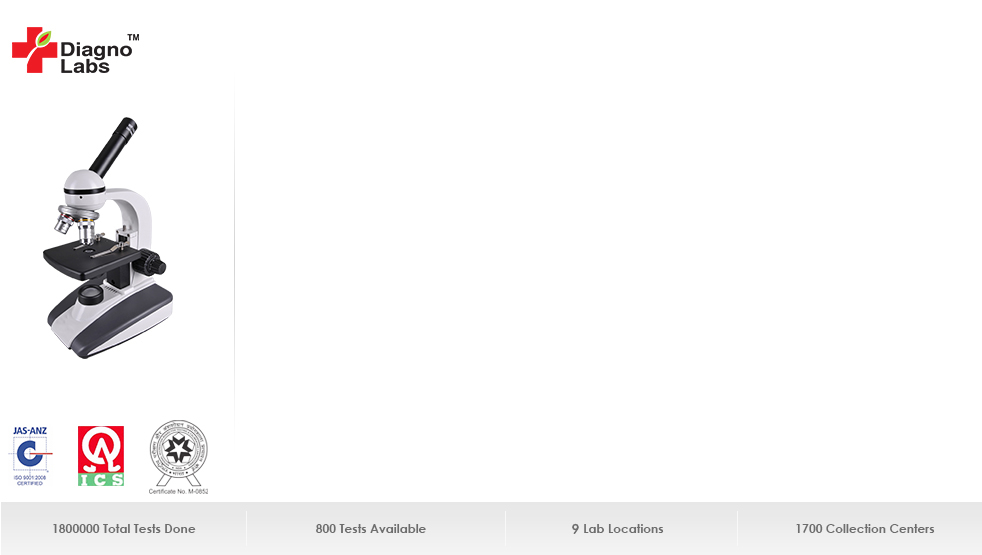 Diagno
Labs
TM
JAS-ANZ
ISO 9001:2008
CERTIFIED
ICS
Certificate No. M-0852
1800000 Total Tests Done
800 Tests Available
9 Lab Locations
1700 Collection Centers